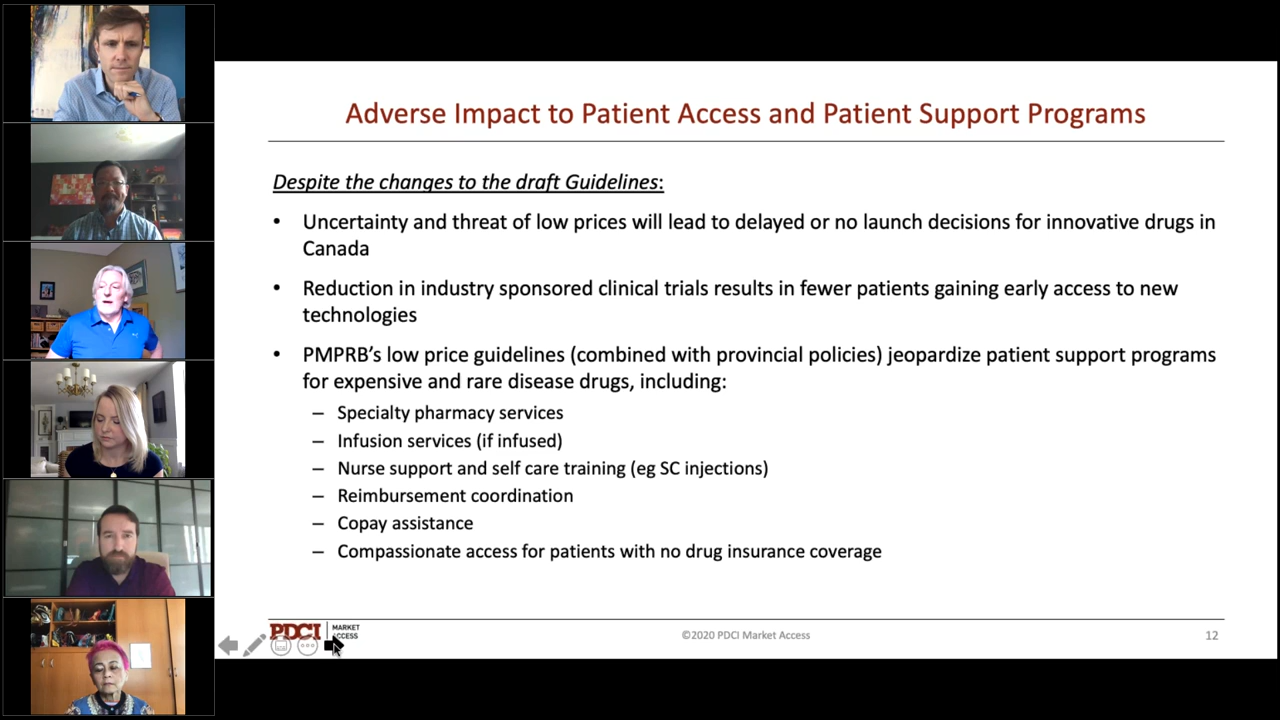 Adverse Impact to Patient Access and Patient Support Programs
Despite the changes to the draft Guidelines:
• Uncertainty and threat of low prices will lead to delayed or no launch decisions for innovative drugs in
Canada
• Reduction in industry sponsored clinical trials results in fewer patients gaining early access to new
technologies
• PMPRB's low price guidelines (combined with provincial policies) jeopardize patient support programs
for expensive and rare disease drugs, including:
– Specialty pharmacy services
– Infusion services (if infused)
– Nurse support and self care training (eg SC injections)
– Reimbursement coordination
– Copay assistance
– Compassionate access for patients with no drug insurance coverage
PDCI MARKET
ACCESS
©2020 PDCI Market Access
12